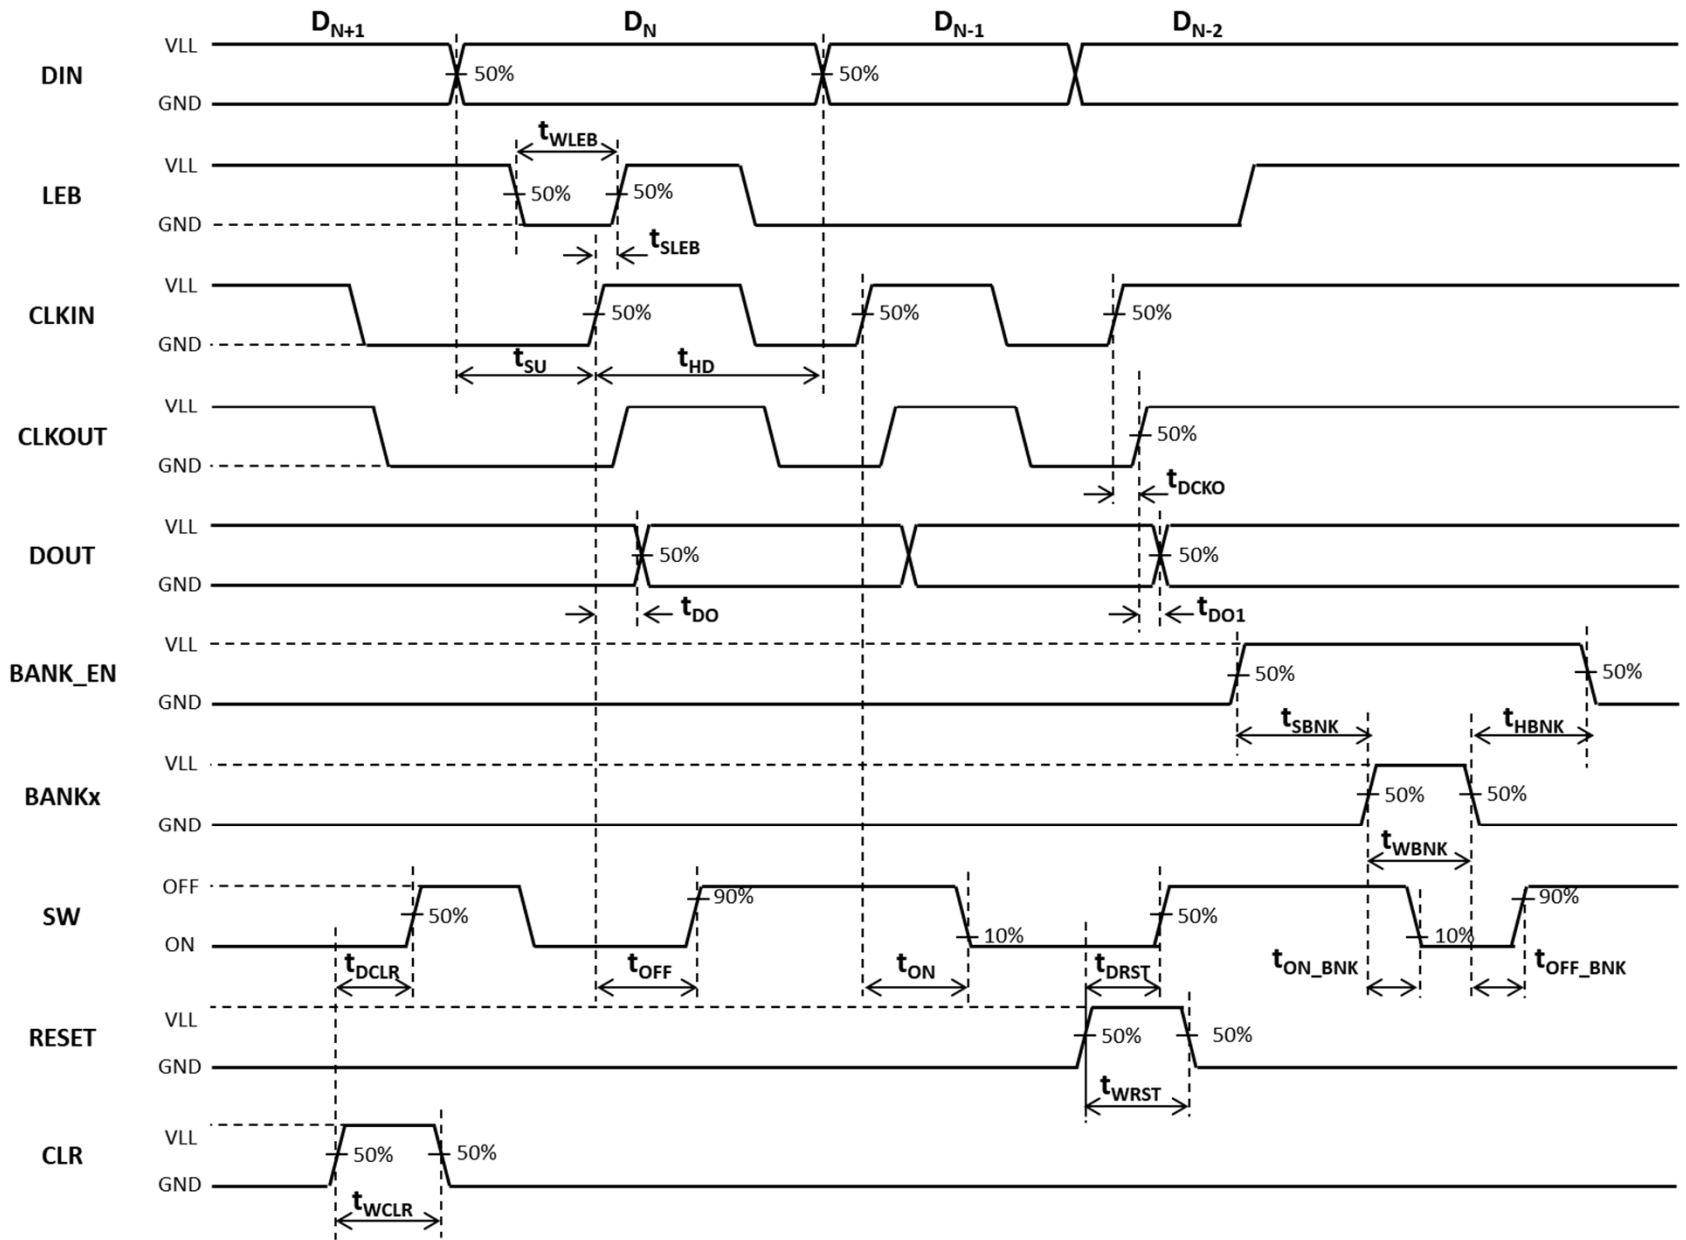 DN+1 DN DN-1 DN-2
VLL
DIN 50% 50%
GND
tWLEB
VLL
LEB 50% 50%
GND
tSLEB
VLL
CLKIN 50% 50% 50%
GND
tSU tHD
VLL
CLKOUT 50%
GND
tDCKO
VLL
DOUT 50% 50%
GND
tDO tDO1
VLL
BANK_EN 50% 50%
GND
tSBNK tHBNK
VLL
BANKx 50% 50%
GND
tWBNK
OFF
SW 50% 90% 10% 50% 10% 90%
ON
tDCLR tOFF tON tDRST tON_BNK tOFF_BNK
VLL
RESET 50% 50%
GND
tWRST
VLL
CLR 50% 50%
GND
tWCLR